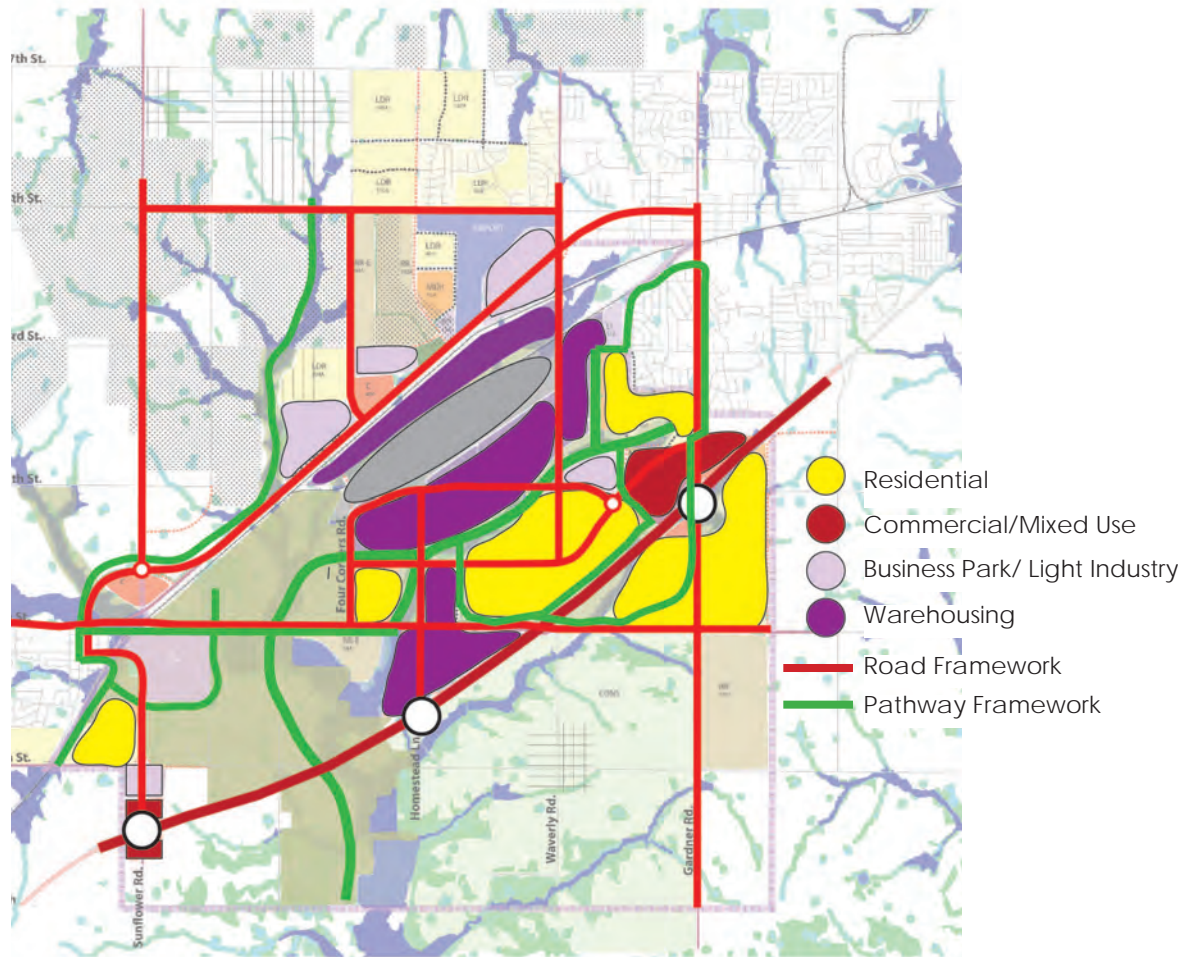 7th St.
LDR
LDR
LDR
LDR
th St.
AIRPORT
LDR
MDR
rd St.
LDR
C
th St.
Four Corners Rd.
St.
CONS
St.
Homestead Ln.
Waverly Rd.
Gardner Rd.
Sunflower Rd.
Residential
Commercial/Mixed Use
Business Park/ Light Industry
Warehousing
Road Framework
Pathway Framework